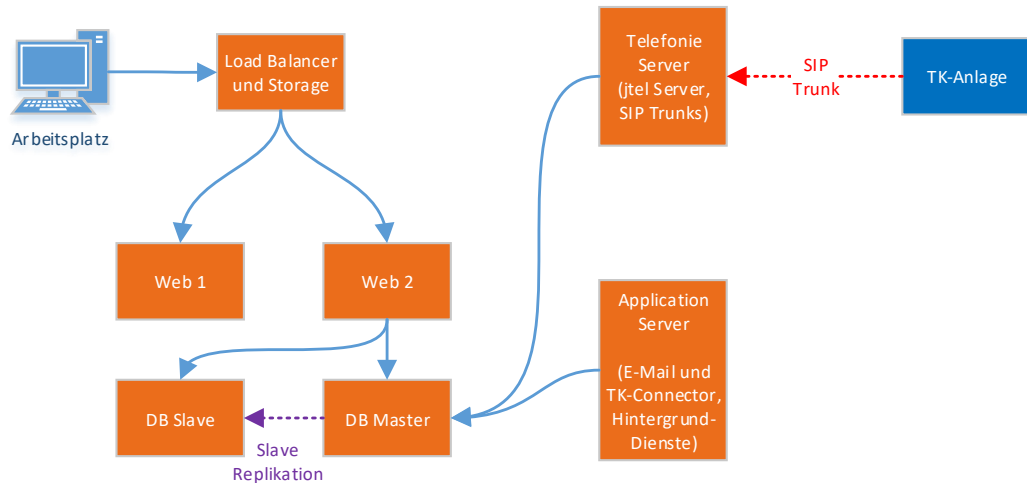 Arbeitsplatz
Load Balancer
und Storage
Telefonie
Server
(jtel Server,
SIP Trunks)
SIP
Trunk
TK-Anlage
Web 1
Web 2
Application
Server
(E-Mail und
TK-Connector,
Hintergrund-
Dienste)
DB Slave
DB Master
Slave
Replikation